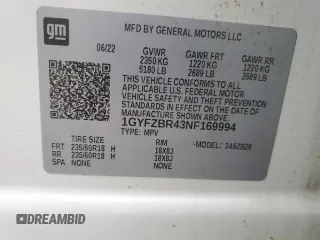 gm
MFD BY GENERAL MOTORS LLC
06/22 GVWR GAWR FRT GAWR RR
2350 KG 1220 KG 1220 KG
5180 LB 2689 LB 2689 LB
THIS VEHICLE CONFORMS TO ALL APPLICABLE
U.S. FEDERAL MOTOR VEHICLE SAFETY AND
THEFT PREVENTION STANDARDS IN EFFECT ON THE DATE
OF MANUFACTURE SHOWN ABOVE.
1GYFZBR43NF169994
TYPE: MPV
TIRE SIZE RIM
FRT 235/60R18 H 18X8J
RR 235/60R18 H 18X8J
SPA NONE NONE